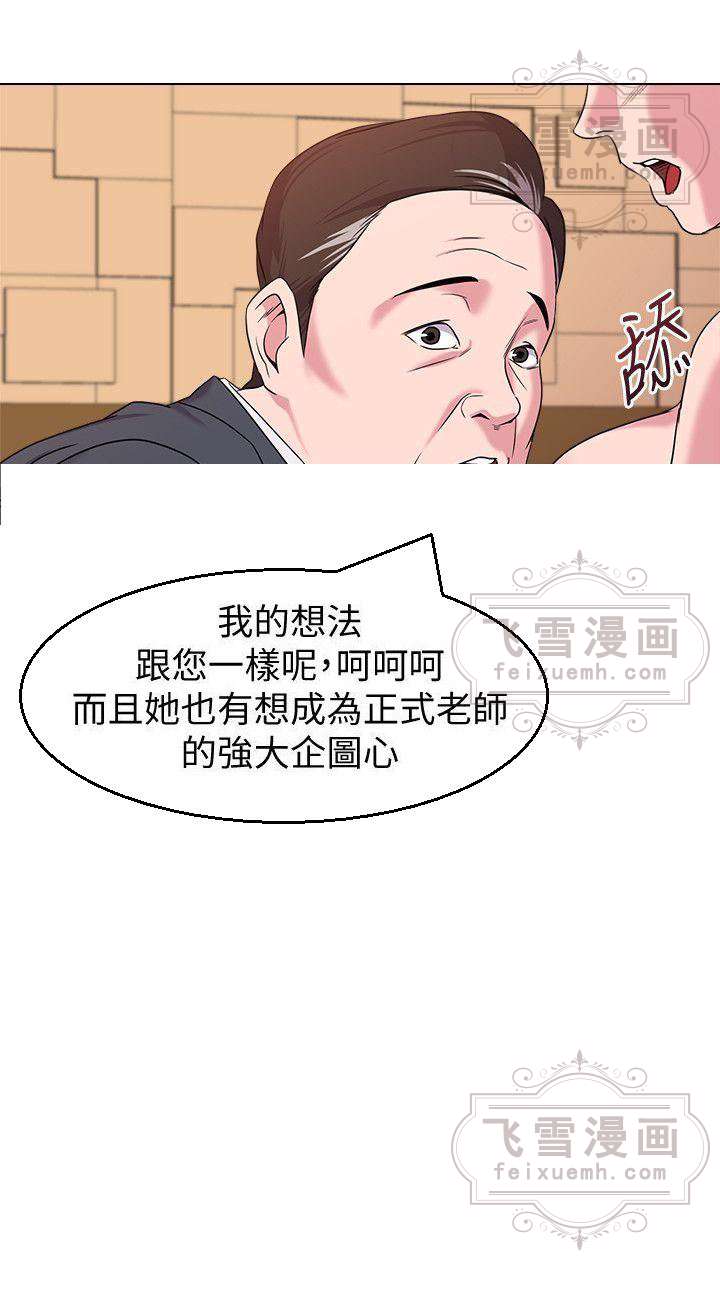 飞雪漫画
xuemh.com
舔
我的想法
跟您一樣呢,呵呵呵
而且她也有想成為正式老師
的強大企圖心
飞雪漫画
feixuemh.com
飞雪漫画
feixuemh.com